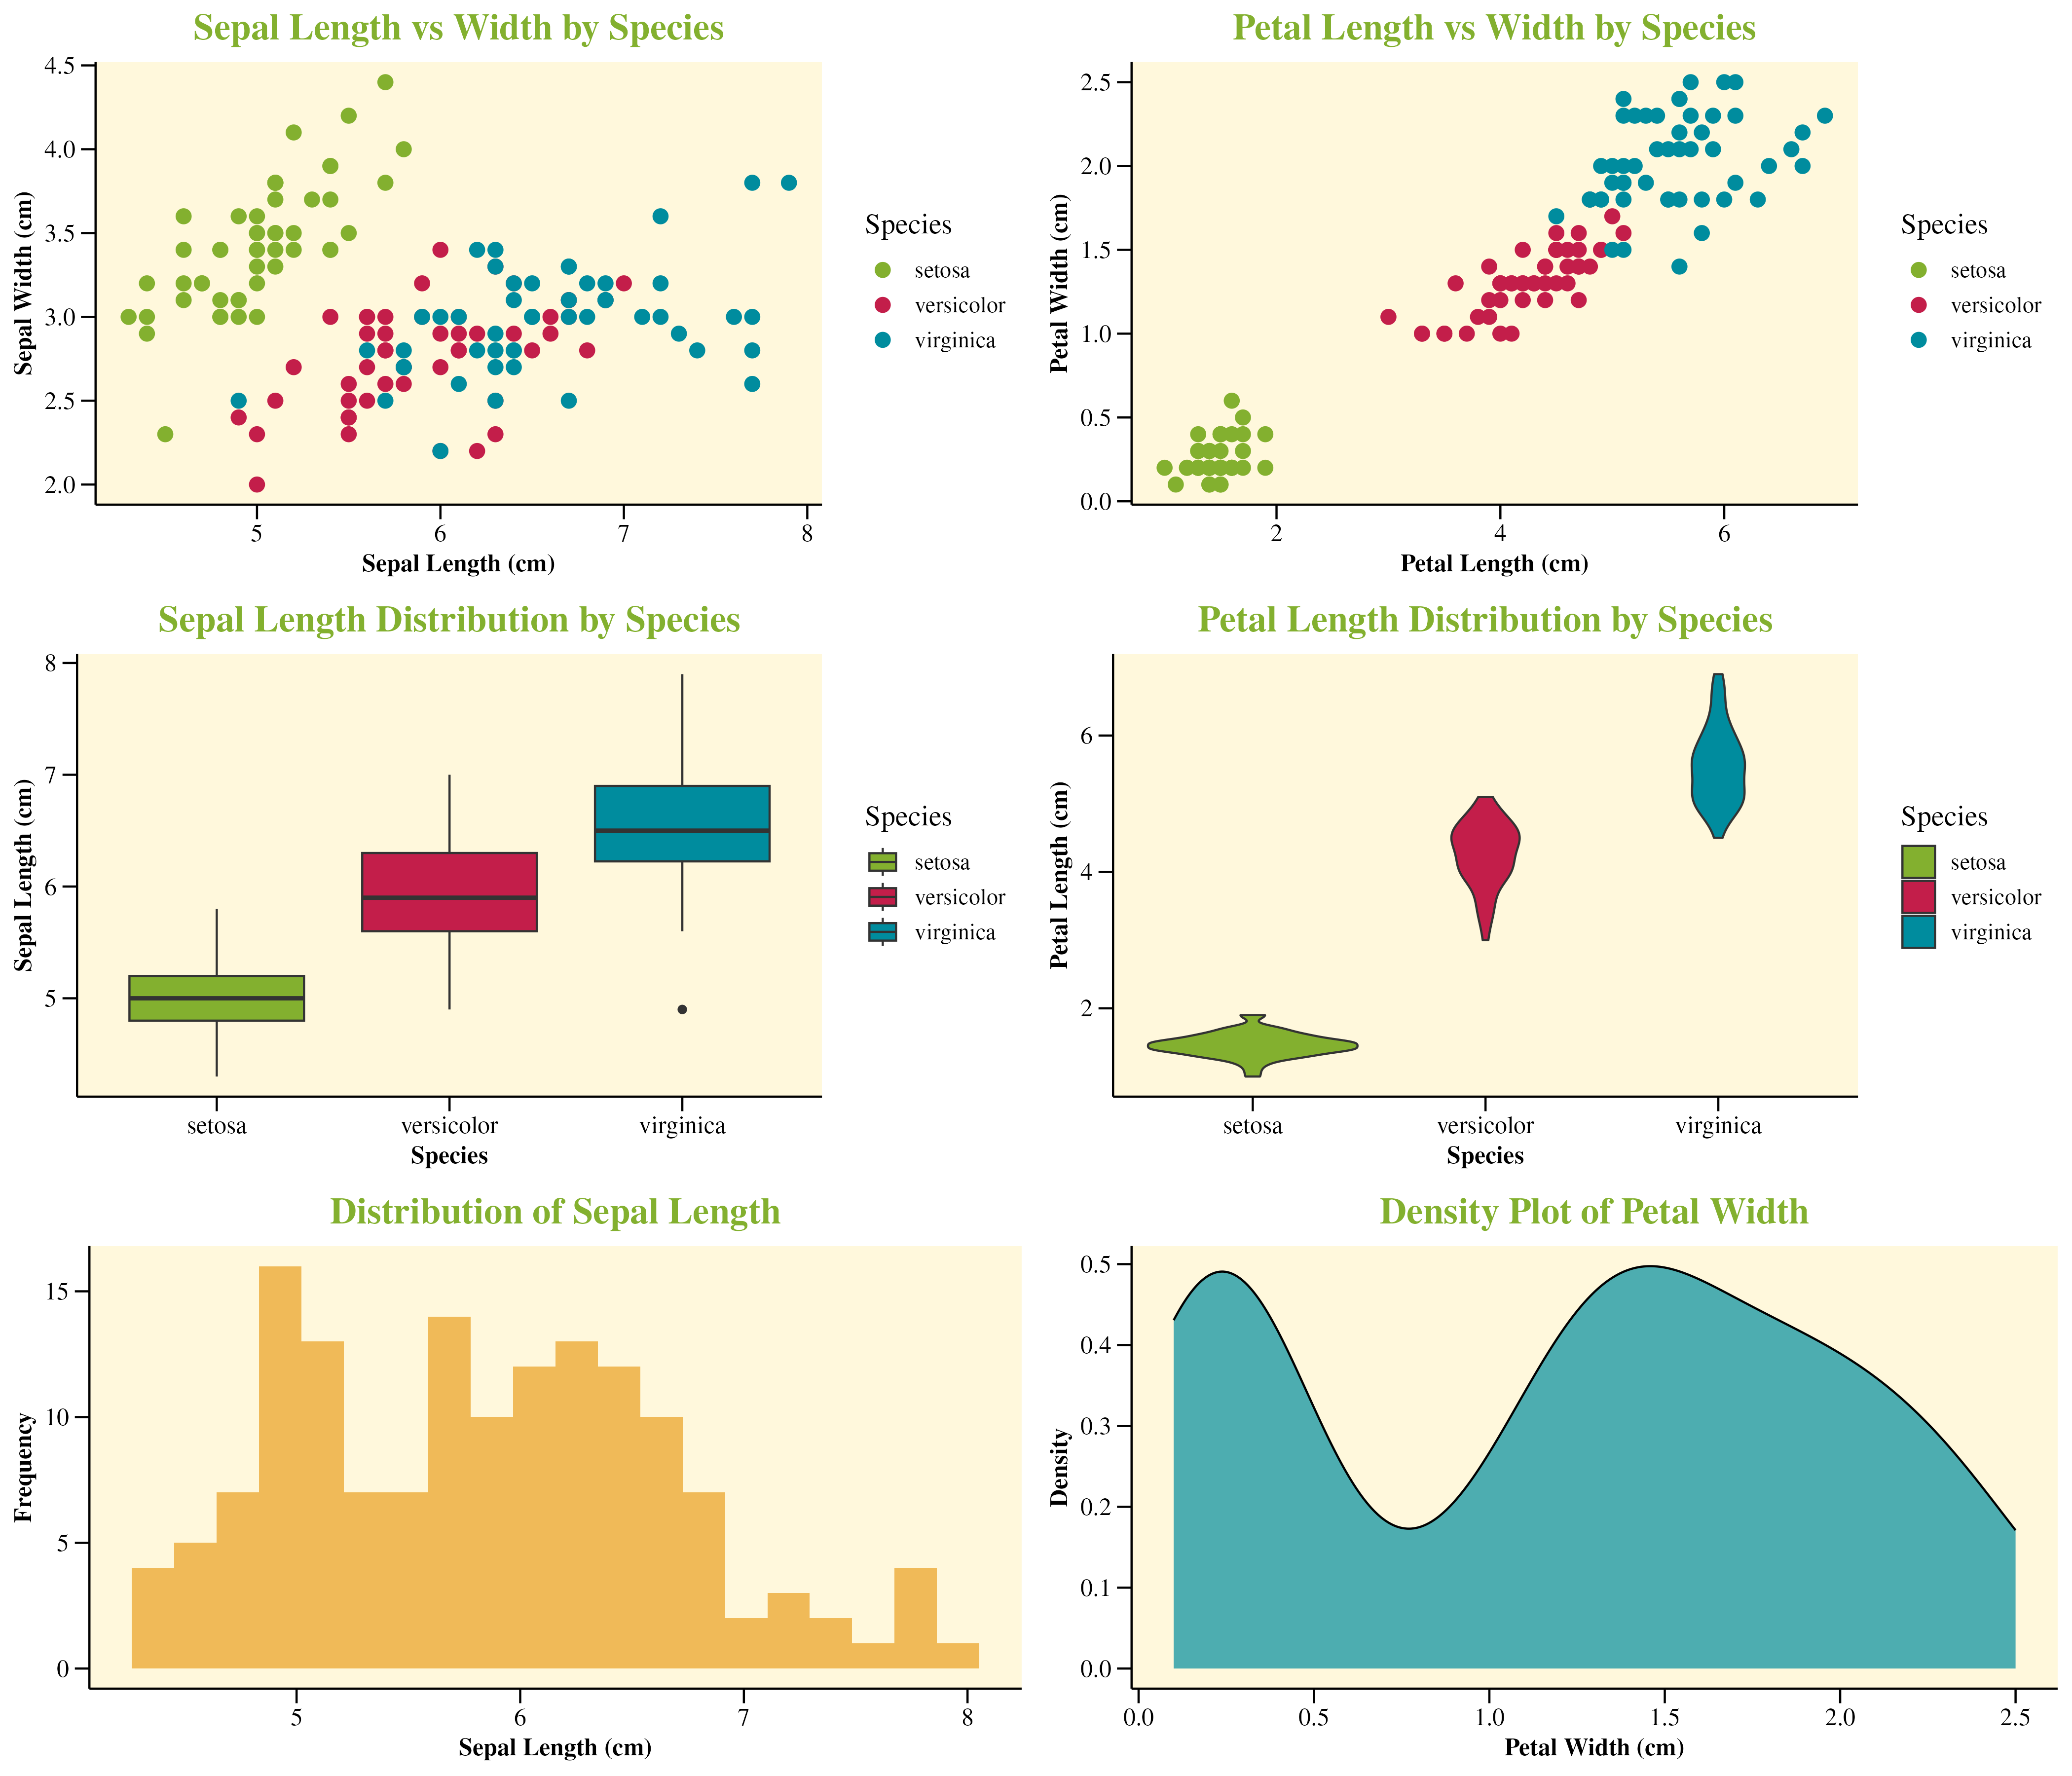 Sepal Length vs Width by Species
4.5
4.0
3.5
3.0
2.5
2.0
Sepal Width (cm)
5 6 7 8
Sepal Length (cm)
Species
setosa
versicolor
virginica
Petal Length vs Width by Species
2.5
2.0
1.5
1.0
0.5
0.0
Petal Width (cm)
2 4 6
Petal Length (cm)
Species
setosa
versicolor
virginica
Sepal Length Distribution by Species
8
7
6
5
Sepal Length (cm)
setosa versicolor virginica
Species
Species
setosa
versicolor
virginica
Petal Length Distribution by Species
6
4
2
Petal Length (cm)
setosa versicolor virginica
Species
Species
setosa
versicolor
virginica
Distribution of Sepal Length
15
10
5
0
Frequency
5 6 7 8
Sepal Length (cm)
Density Plot of Petal Width
0.5
0.4
0.3
0.2
0.1
0.0
Density
0.0 0.5 1.0 1.5 2.0 2.5
Petal Width (cm)